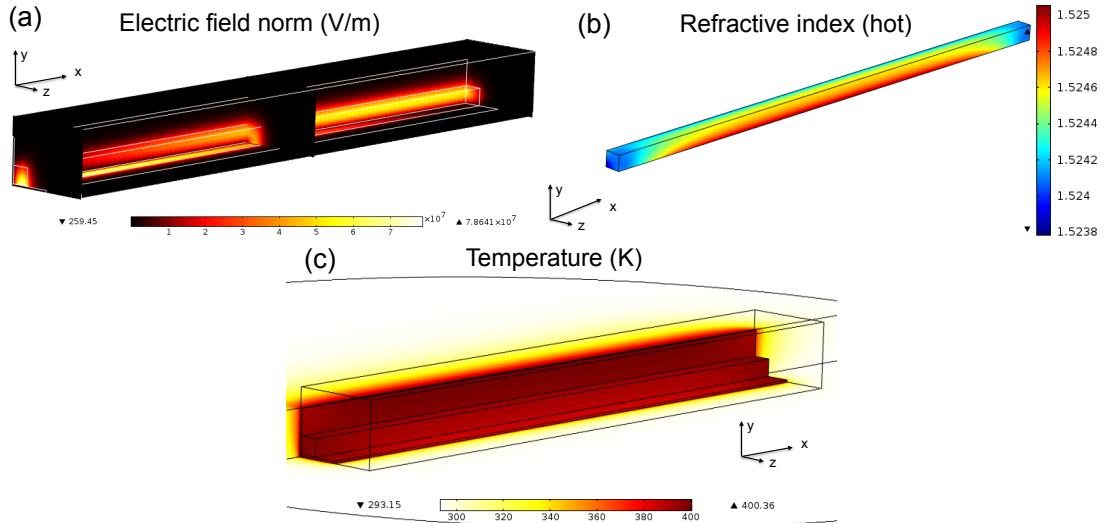 (a) Electric field norm (V/m)
y
x
z
▼ 259.45
1 2 3 4 5 6 7
×10⁷
▲ 7.8641×10⁷
(b) Refractive index (hot)
y
x
z
1.525
1.5248
1.5246
1.5244
1.5242
1.524
1.5238
(c) Temperature (K)
y
x
z
▼ 293.15
300 320 340 360 380 400
▲ 400.36